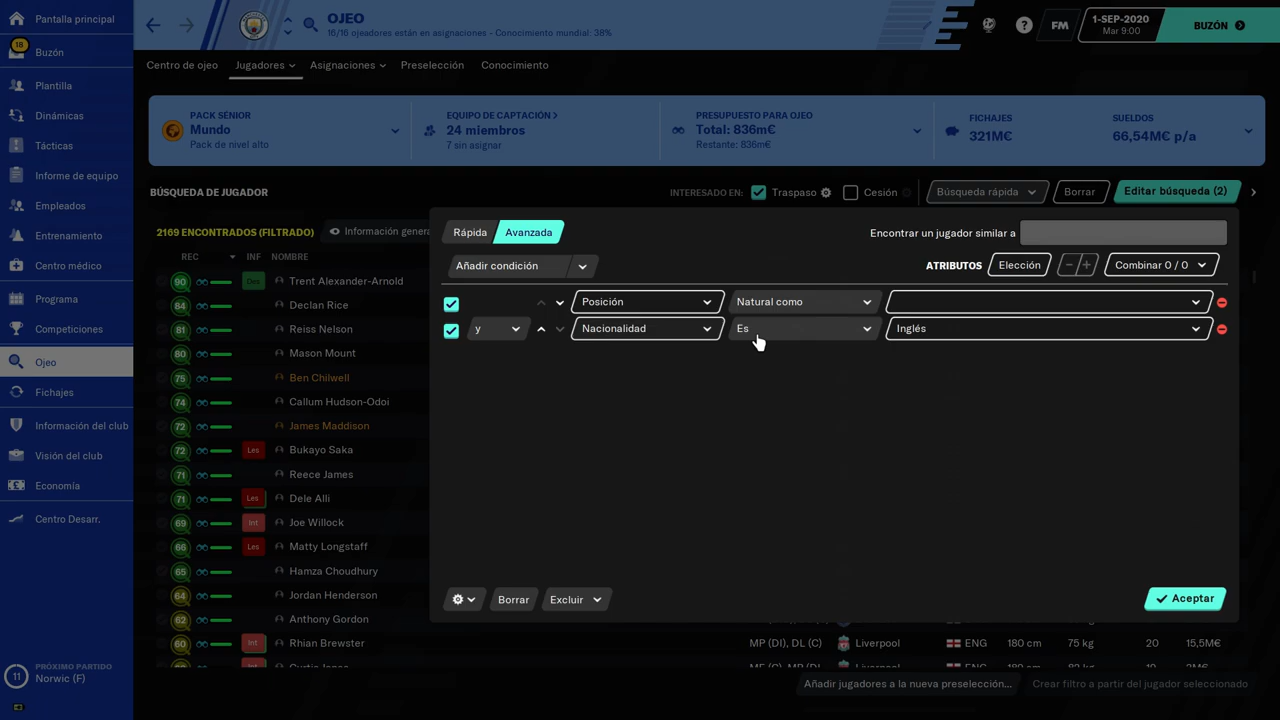 Pantalla principal
18
Buzón
Plantilla
Dinámicas
Tácticas
Informe de equipo
Empleados
Entrenamiento
Centro médico
Programa
Competiciones
Ojeo
Fichajes
Información del club
Visión del club
Economía
Centro Desarr.
11
PRÓXIMO PARTIDO
Norwic (F)
OJEO
16/16 ojeadores están en asignaciones - Conocimiento mundial: 38%
FM
1-SEP-2020
Mar 9:00
BUZÓN
Centro de ojeo Jugadores Asignaciones Preselección Conocimiento
PACK SÉNIOR
Mundo
Pack de nivel alto
EQUIPO DE CAPTACIÓN >
24 miembros
7 sin asignar
PRESUPUESTO PARA OJEO
Total: 836m€
Restante: 836m€
FICHAJES
321M€
SUELDOS
66,54M€ p/a
BÚSQUEDA DE JUGADOR INTERESADO EN: Traspaso Cesión Búsqueda rápida Borrar Editar búsqueda (2)
2169 ENCONTRADOS (FILTRADO) Información genera
REC INF NOMBRE
90 Des Trent Alexander-Arnold
84 Declan Rice
81 Reiss Nelson
80 Mason Mount
75 Ben Chilwell
74 Callum Hudson-Odoi
72 James Maddison
72 Les Bukayo Saka
71 Reece James
71 Les Dele Alli
69 Int Joe Willock
66 Les Matty Longstaff
65 Hamza Choudhury
64 Jordan Henderson
62 Anthony Gordon
60 Int Rhian Brewster MP (DI), DL (C) Liverpool ENG 180 cm 75 kg 20 15,5M€
Rápida Avanzada Encontrar un jugador similar a
Añadir condición ATRIBUTOS Elección −/+ Combinar 0 / 0
Posición Natural como
y Nacionalidad Es Inglés
Borrar Excluir Aceptar
Añadir jugadores a la nueva preselección... Crear filtro a partir del jugador seleccionado